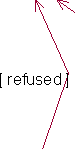 [ refused ]